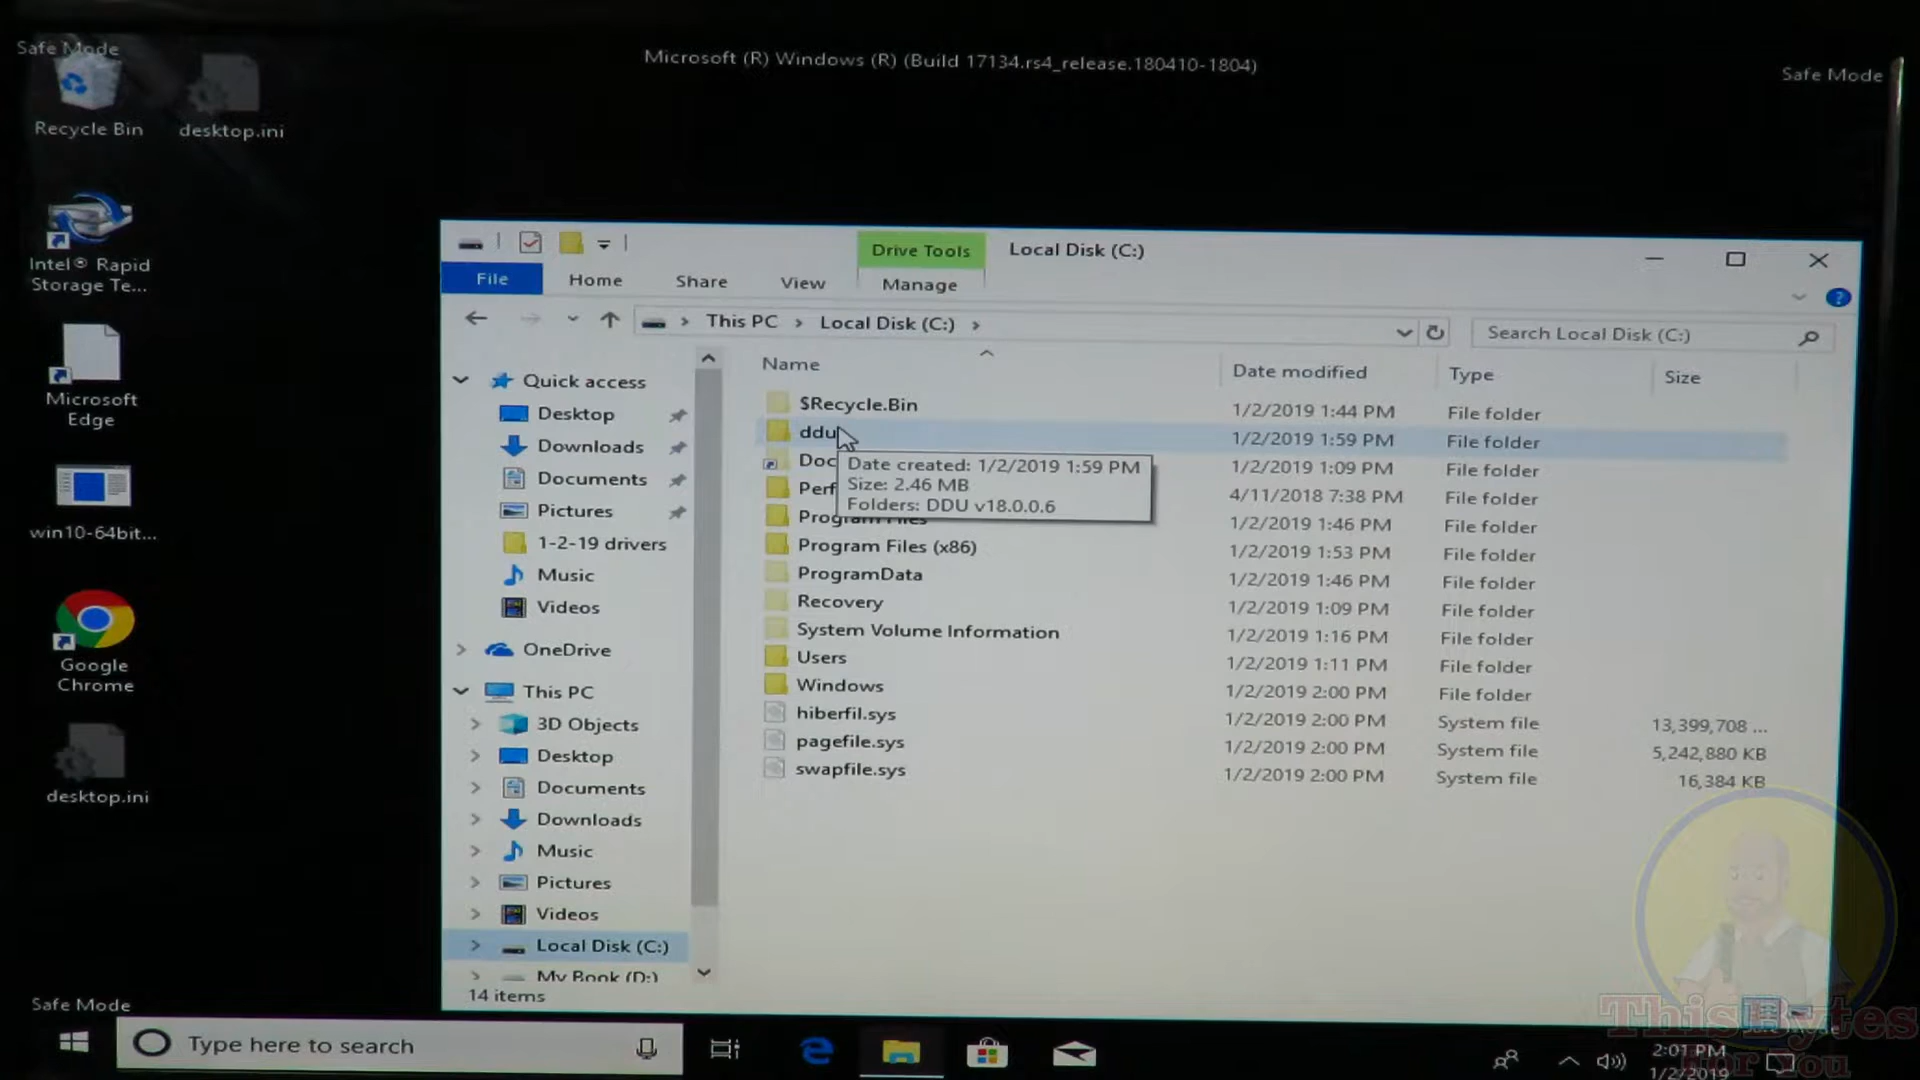 Safe Mode
Microsoft (R) Windows (R) (Build 17134.rs4_release.180410-1804)
Safe Mode
Recycle Bin
desktop.ini
Intel® Rapid
Storage Te...
Microsoft
Edge
win10-64bit...
Google
Chrome
desktop.ini
Drive Tools
Local Disk (C:)
File
Home
Share
View
Manage
This PC
Local Disk (C:)
Search Local Disk (C:)
Quick access
Desktop
Downloads
Documents
Pictures
1-2-19 drivers
Music
Videos
OneDrive
This PC
3D Objects
Desktop
Documents
Downloads
Music
Pictures
Videos
Local Disk (C:)
My Book (D:)
Name Date modified Type Size
$Recycle.Bin 1/2/2019 1:44 PM File folder
ddu 1/2/2019 1:59 PM File folder
Doc 1/2/2019 1:09 PM File folder
Perf 4/11/2018 7:38 PM File folder
Program Files 1/2/2019 1:46 PM File folder
Program Files (x86) 1/2/2019 1:53 PM File folder
ProgramData 1/2/2019 1:46 PM File folder
Recovery 1/2/2019 1:09 PM File folder
System Volume Information 1/2/2019 1:16 PM File folder
Users 1/2/2019 1:11 PM File folder
Windows 1/2/2019 2:00 PM File folder
hiberfil.sys 1/2/2019 2:00 PM System file 13,399,708 ...
pagefile.sys 1/2/2019 2:00 PM System file 5,242,880 KB
swapfile.sys 1/2/2019 2:00 PM System file 16,384 KB
Date created: 1/2/2019 1:59 PM
Size: 2.46 MB
Folders: DDU v18.0.0.6
14 items
Safe Mode
Type here to search
2:01 PM
1/2/2019
ThisBytes
For You